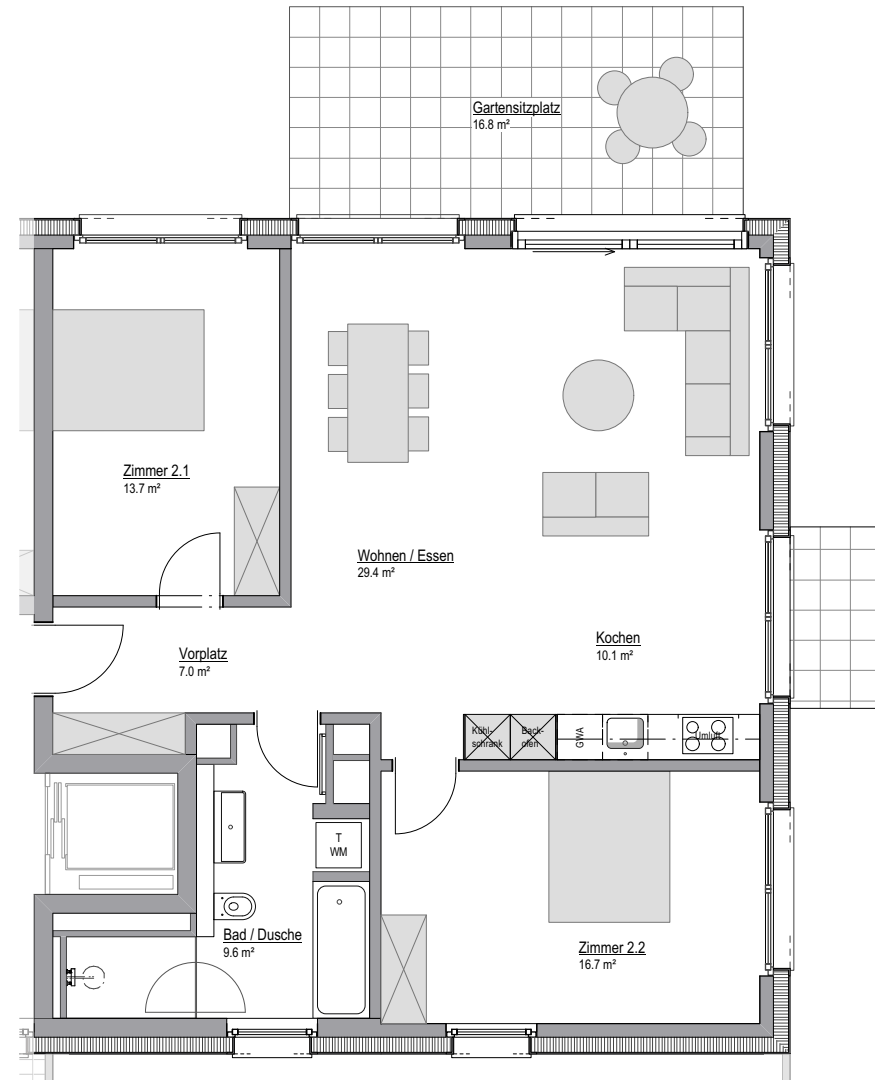 Gartensitzplatz
16.8 m²
Zimmer 2.1
13.7 m²
Wohnen / Essen
29.4 m²
Kochen
10.1 m²
Vorplatz
7.0 m²
Kühl-
schrank
Back-
ofen
GWA
Umluft
T
WM
Bad / Dusche
9.6 m²
Zimmer 2.2
16.7 m²